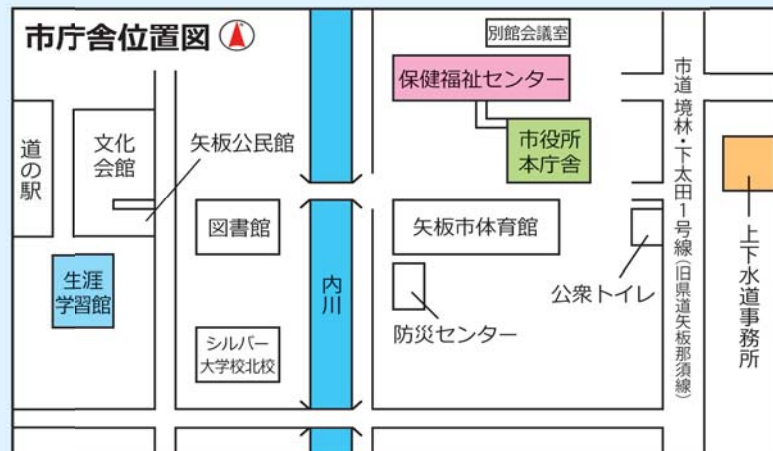 市庁舎位置図
別館会議室
保健福祉センター
市役所
本庁舎
市道 境林・下太田1号線(旧県道矢板那須線)
道の駅
文化
会館
矢板公民館
図書館
矢板市体育館
生涯
学習館
内川
公衆トイレ
上下水道事務所
防災センター
シルバー
大学校北校